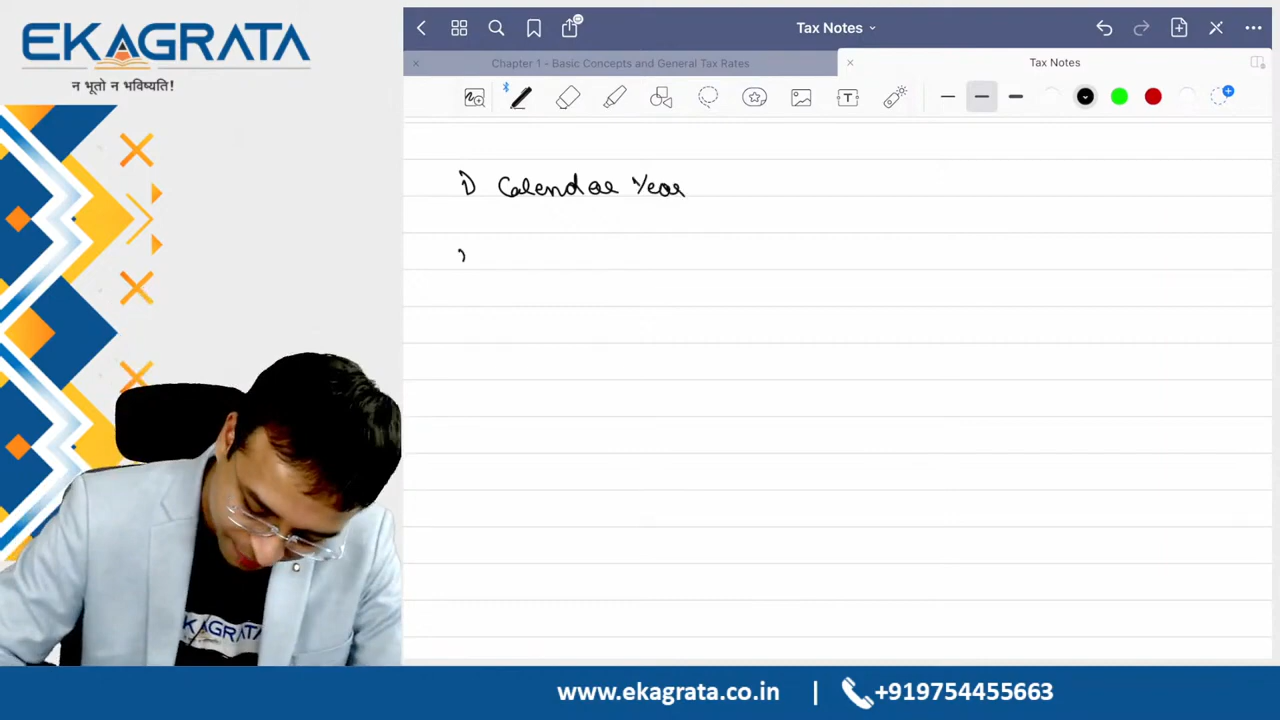 EKAGRATA
न भूतो न भविष्यति!
Tax Notes
Chapter 1 - Basic Concepts and General Tax Rates
Tax Notes
1) Calendar Year
EKAGRATA
www.ekagrata.co.in | +919754455663